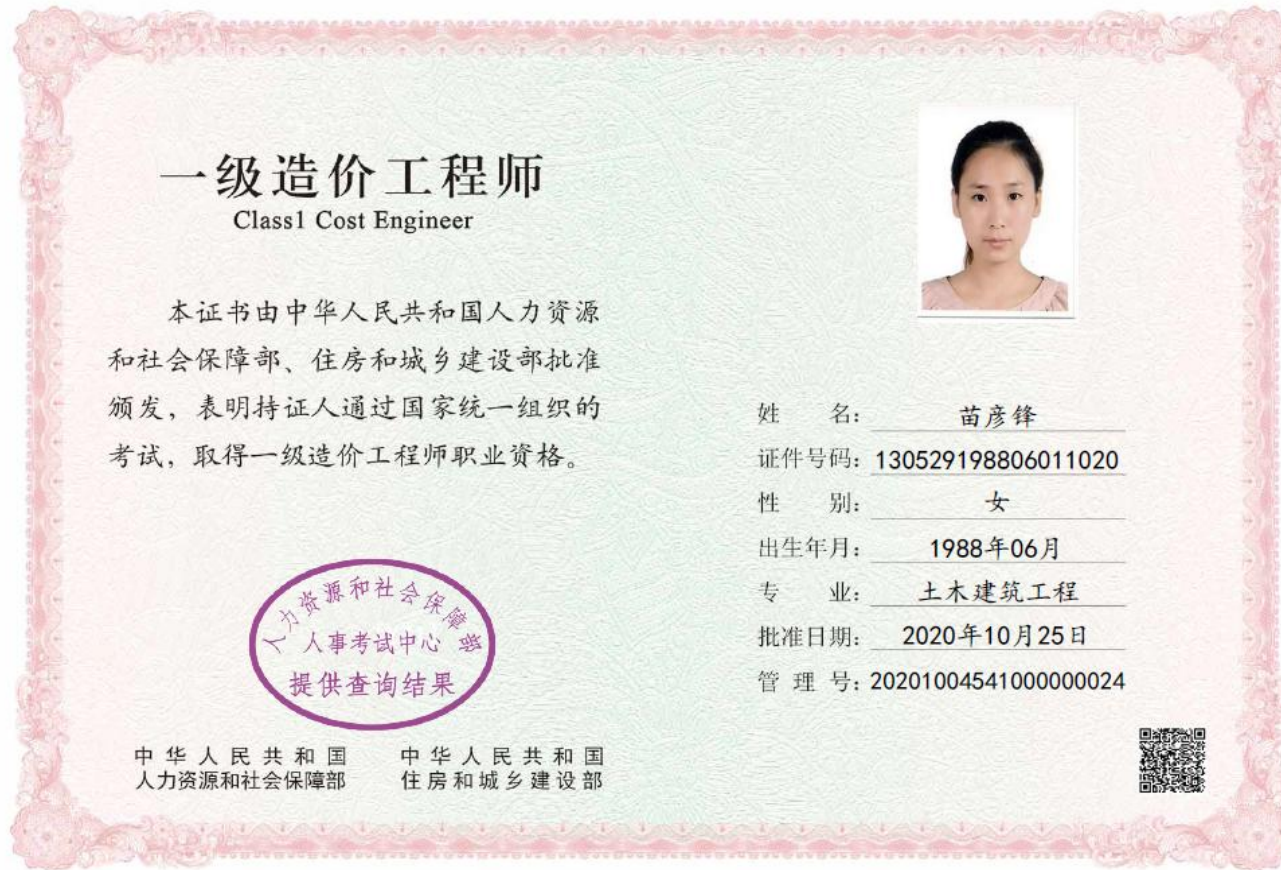 一级造价工程师
Class1 Cost Engineer
本证书由中华人民共和国人力资源
和社会保障部、住房和城乡建设部批准
颁发，表明持证人通过国家统一组织的
考试，取得一级造价工程师职业资格。
人力资源和社会保障部
人事考试中心
提供查询结果
中华人民共和国
人力资源和社会保障部
中华人民共和国
住房和城乡建设部
姓 名：苗彦锋
证件号码：130529198806011020
性 别：女
出生年月：1988年06月
专 业：土木建筑工程
批准日期：2020年10月25日
管 理 号：20201004541000000024